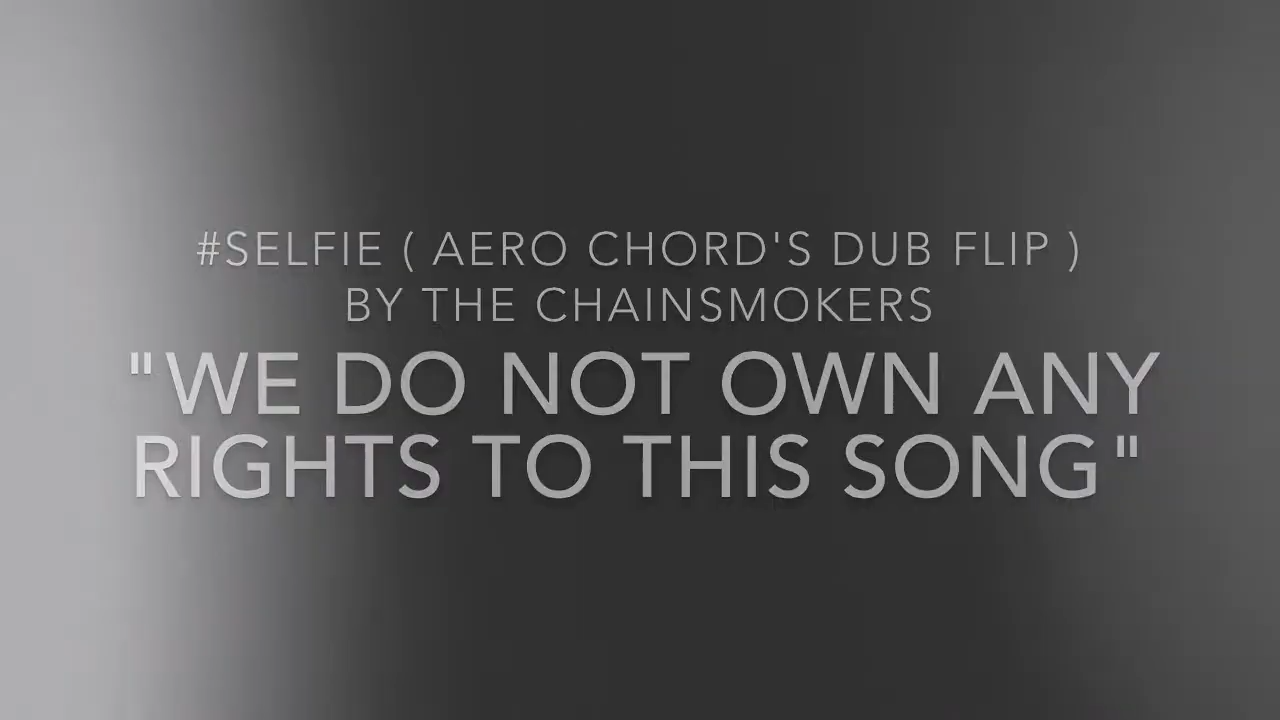 #SELFIE ( AERO CHORD'S DUB FLIP )
BY THE CHAINSMOKERS
"WE DO NOT OWN ANY
RIGHTS TO THIS SONG"